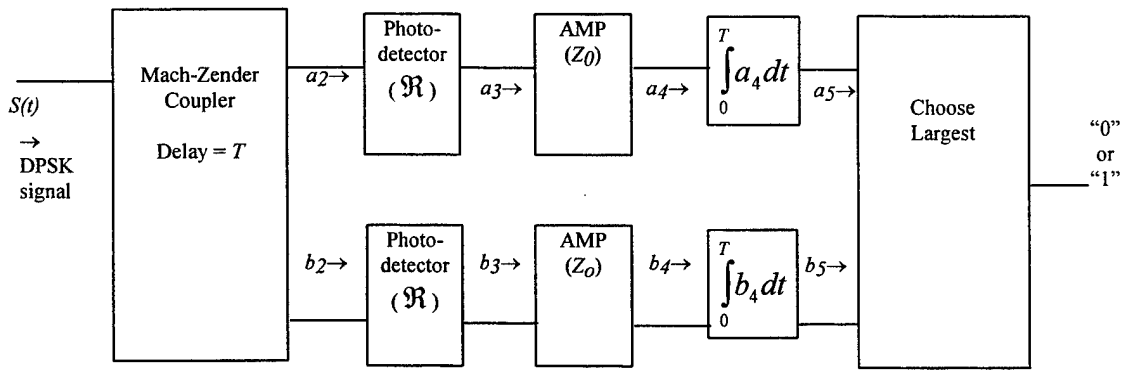 S(t)
→
DPSK
signal
Mach-Zender
Coupler
Delay = T
a2→
Photo-
detector
(ℜ)
a3→
AMP
(Z0)
a4→
T
∫a₄dt
0
a5→
b2→
Photo-
detector
(ℜ)
b3→
AMP
(Zo)
b4→
T
∫b₄dt
0
b5→
Choose
Largest
“0”
or
“1”